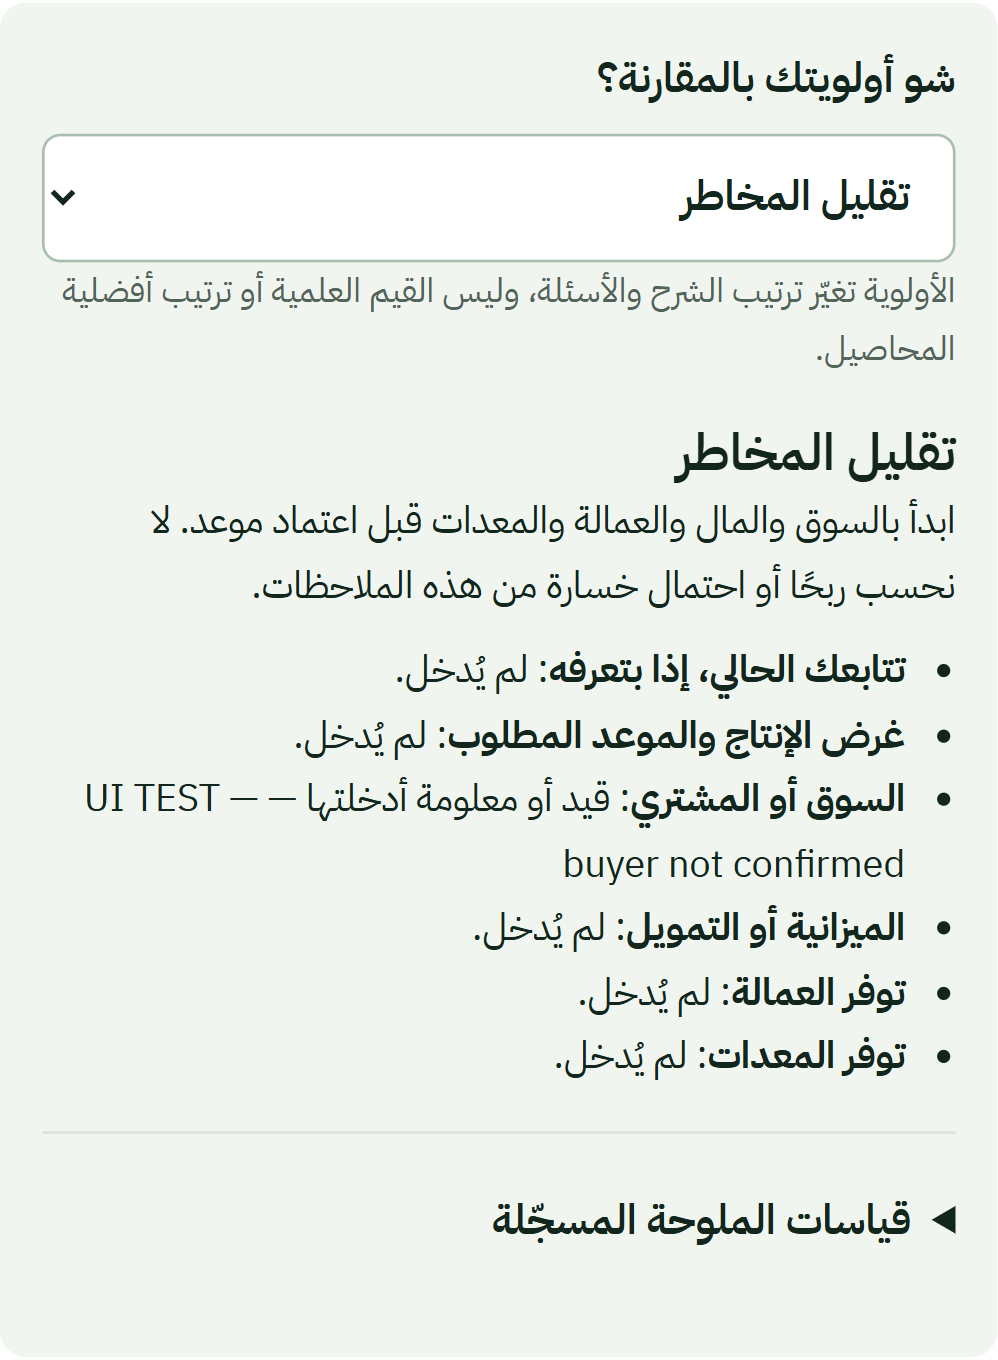 شو أولويتك بالمقارنة؟
تقليل المخاطر
الأولوية تغيّر ترتيب الشرح والأسئلة، وليس القيم العلمية أو ترتيب أفضلية
المحاصيل.
تقليل المخاطر
ابدأ بالسوق والمال والعمالة والمعدات قبل اعتماد موعد. لا
نحسب ربحًا أو احتمال خسارة من هذه الملاحظات.
تتابعك الحالي، إذا بتعرفه: لم يُدخل.
غرض الإنتاج والموعد المطلوب: لم يُدخل.
السوق أو المشتري: قيد أو معلومة أدخلتها — UI TEST —
buyer not confirmed
الميزانية أو التمويل: لم يُدخل.
توفر العمالة: لم يُدخل.
توفر المعدات: لم يُدخل.
قياسات الملوحة المسجّلة